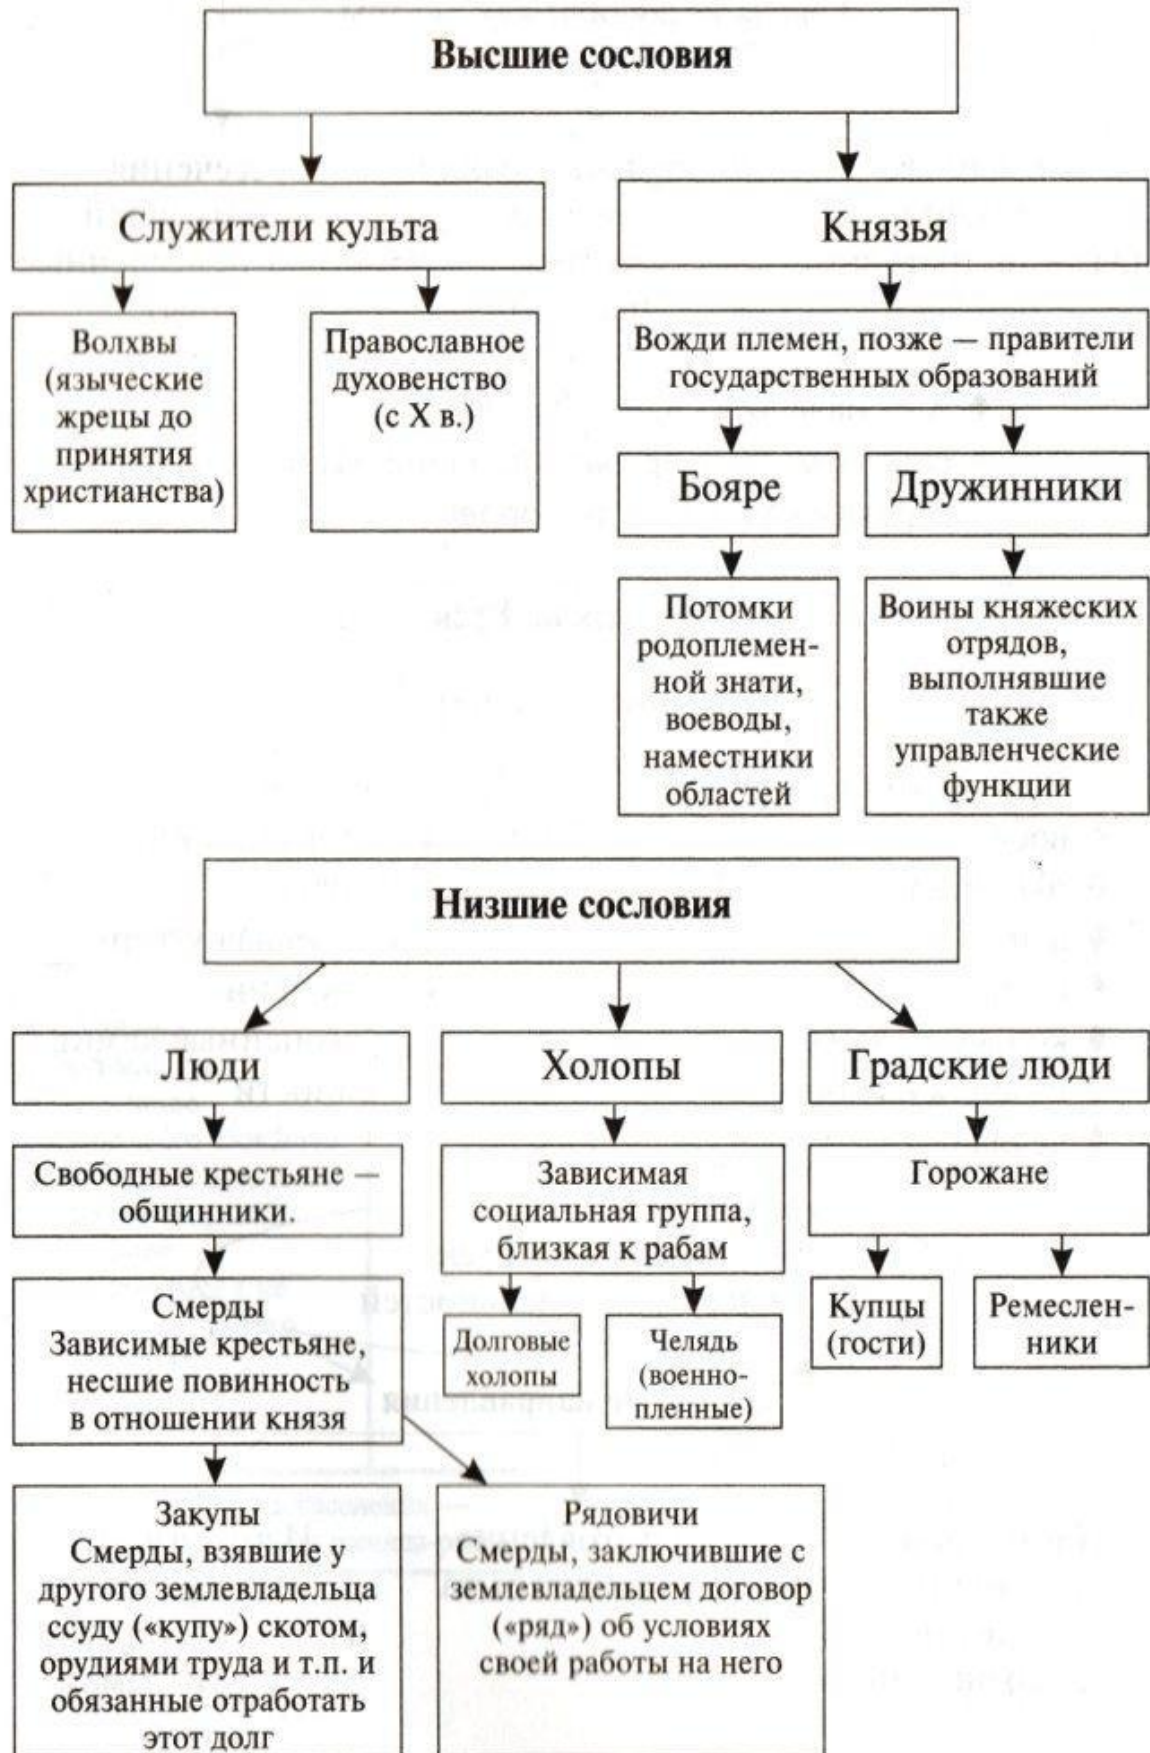 Высшие сословия
Служители культа
Князья
Волхвы
(языческие
жрецы до
принятия
христианства)
Православное
духовенство
(с X в.)
Вожди племен, позже — правители
государственных образований
Бояре
Дружинники
Потомки
родоплемен-
ной знати,
воеводы,
наместники
областей
Воины княжеских
отрядов,
выполнявшие
также
управленческие
функции
Низшие сословия
Люди
Холопы
Градские люди
Свободные крестьяне —
общинники.
Зависимая
социальная группа,
близкая к рабам
Горожане
Смерды
Зависимые крестьяне,
несшие повинность
в отношении князя
Долговые
холопы
Челядь
(военно-
пленные)
Купцы
(гости)
Ремеслен-
ники
Закупы
Смерды, взявшие у
другого землевладельца
ссуду («купу») скотом,
орудиями труда и т.п. и
обязанные отработать
этот долг
Рядовичи
Смерды, заключившие с
землевладельцем договор
(«ряд») об условиях
своей работы на него